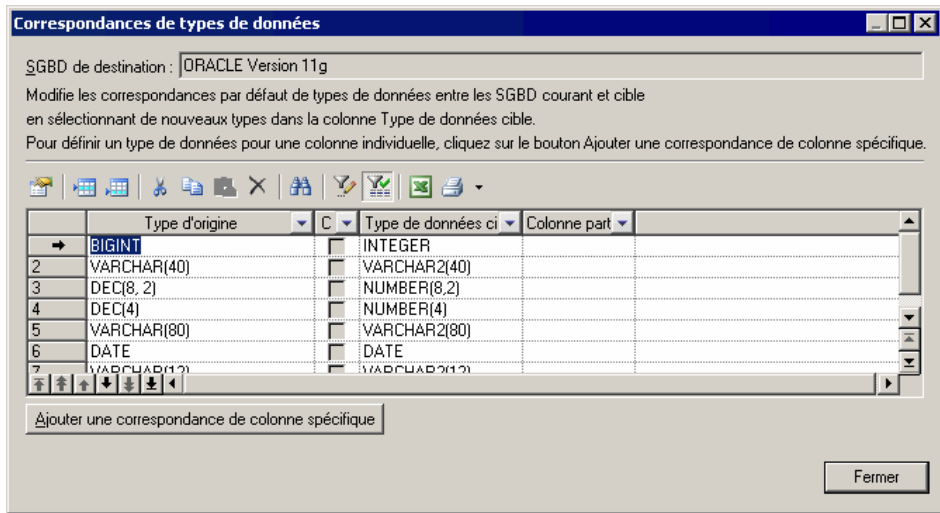 Correspondances de types de données
SGBD de destination : ORACLE Version 11g
Modifie les correspondances par défaut de types de données entre les SGBD courant et cible
en sélectionnant de nouveaux types dans la colonne Type de données cible.
Pour définir un type de données pour une colonne individuelle, cliquez sur le bouton Ajouter une correspondance de colonne spécifique.
Type d'origine C Type de données ci Colonne part
BIGINT INTEGER
2 VARCHAR(40) VARCHAR2(40)
3 DEC(8, 2) NUMBER(8,2)
4 DEC(4) NUMBER(4)
5 VARCHAR(80) VARCHAR2(80)
6 DATE DATE
7 VARCHAR(12) VARCHAR2(12)
Ajouter une correspondance de colonne spécifique
Fermer